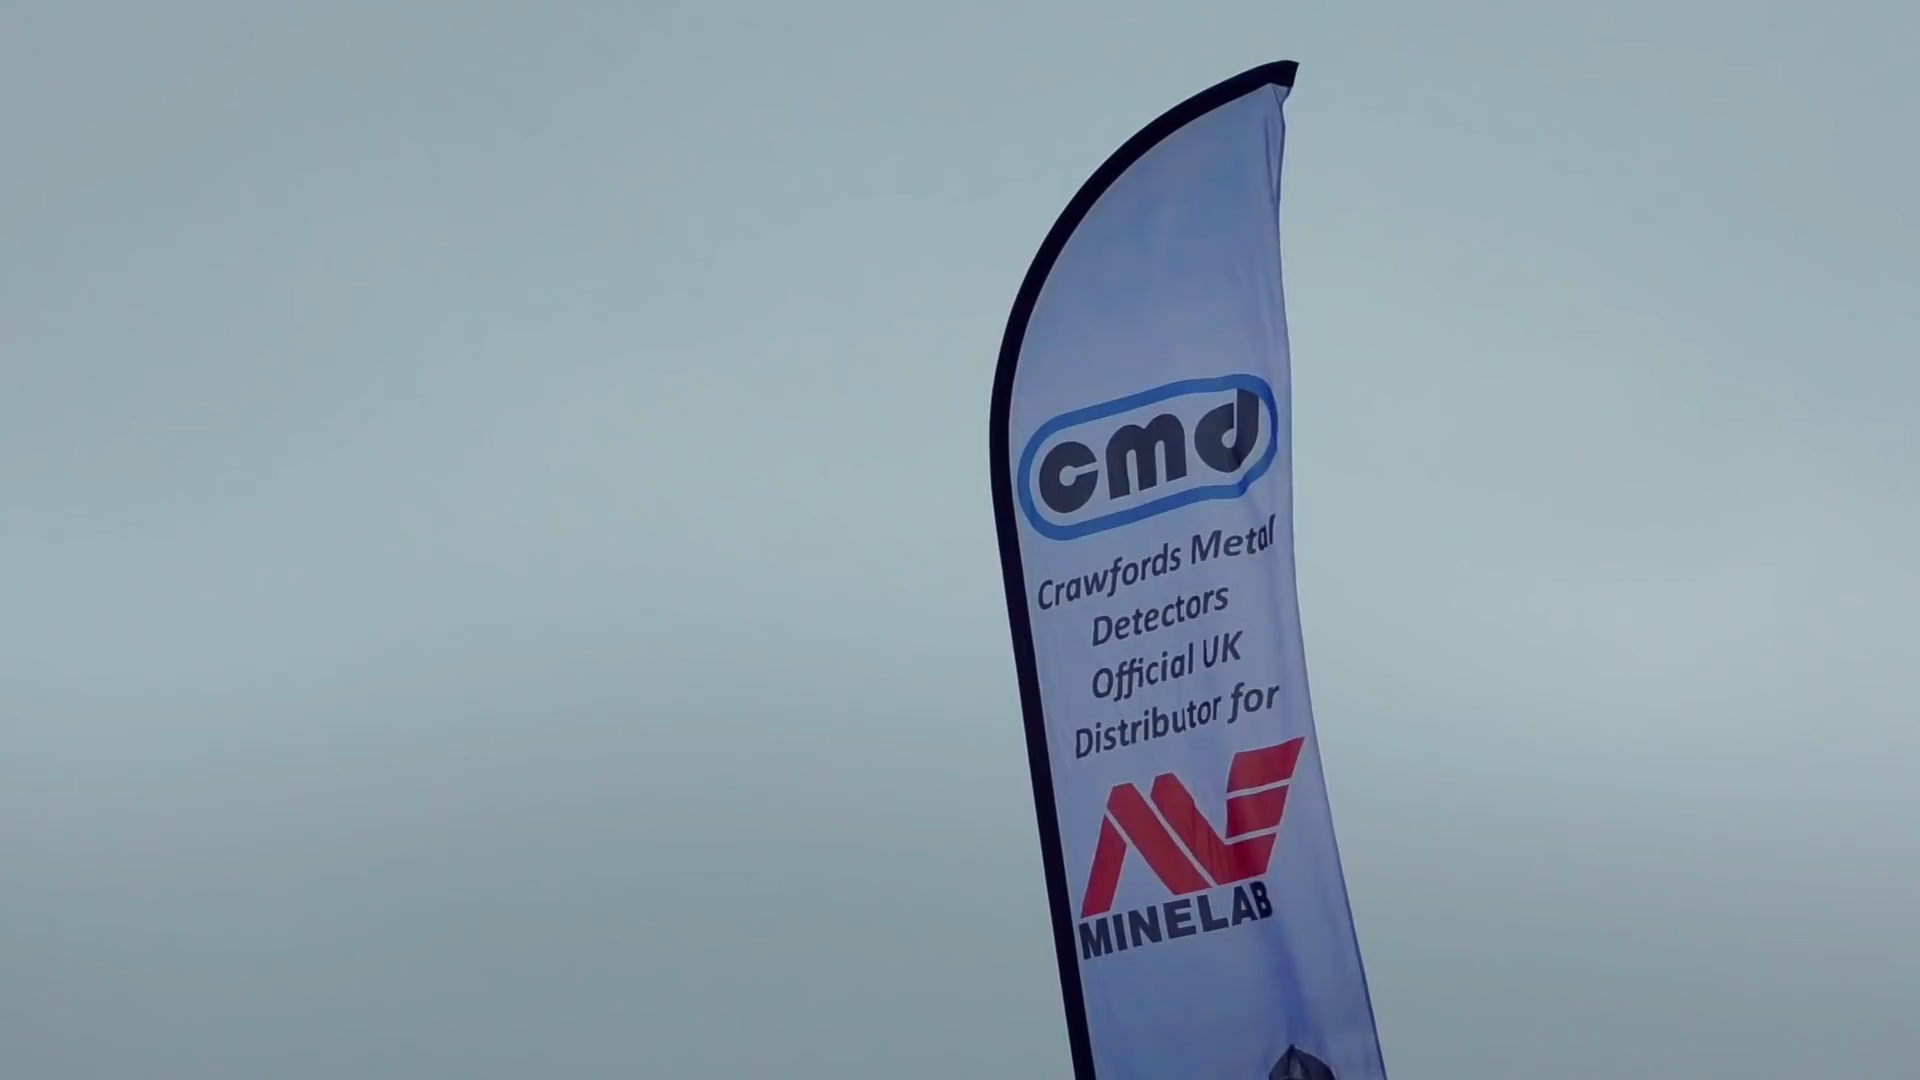 cmd
Crawfords Metal
Detectors
Official UK
Distributor for
MINELAB